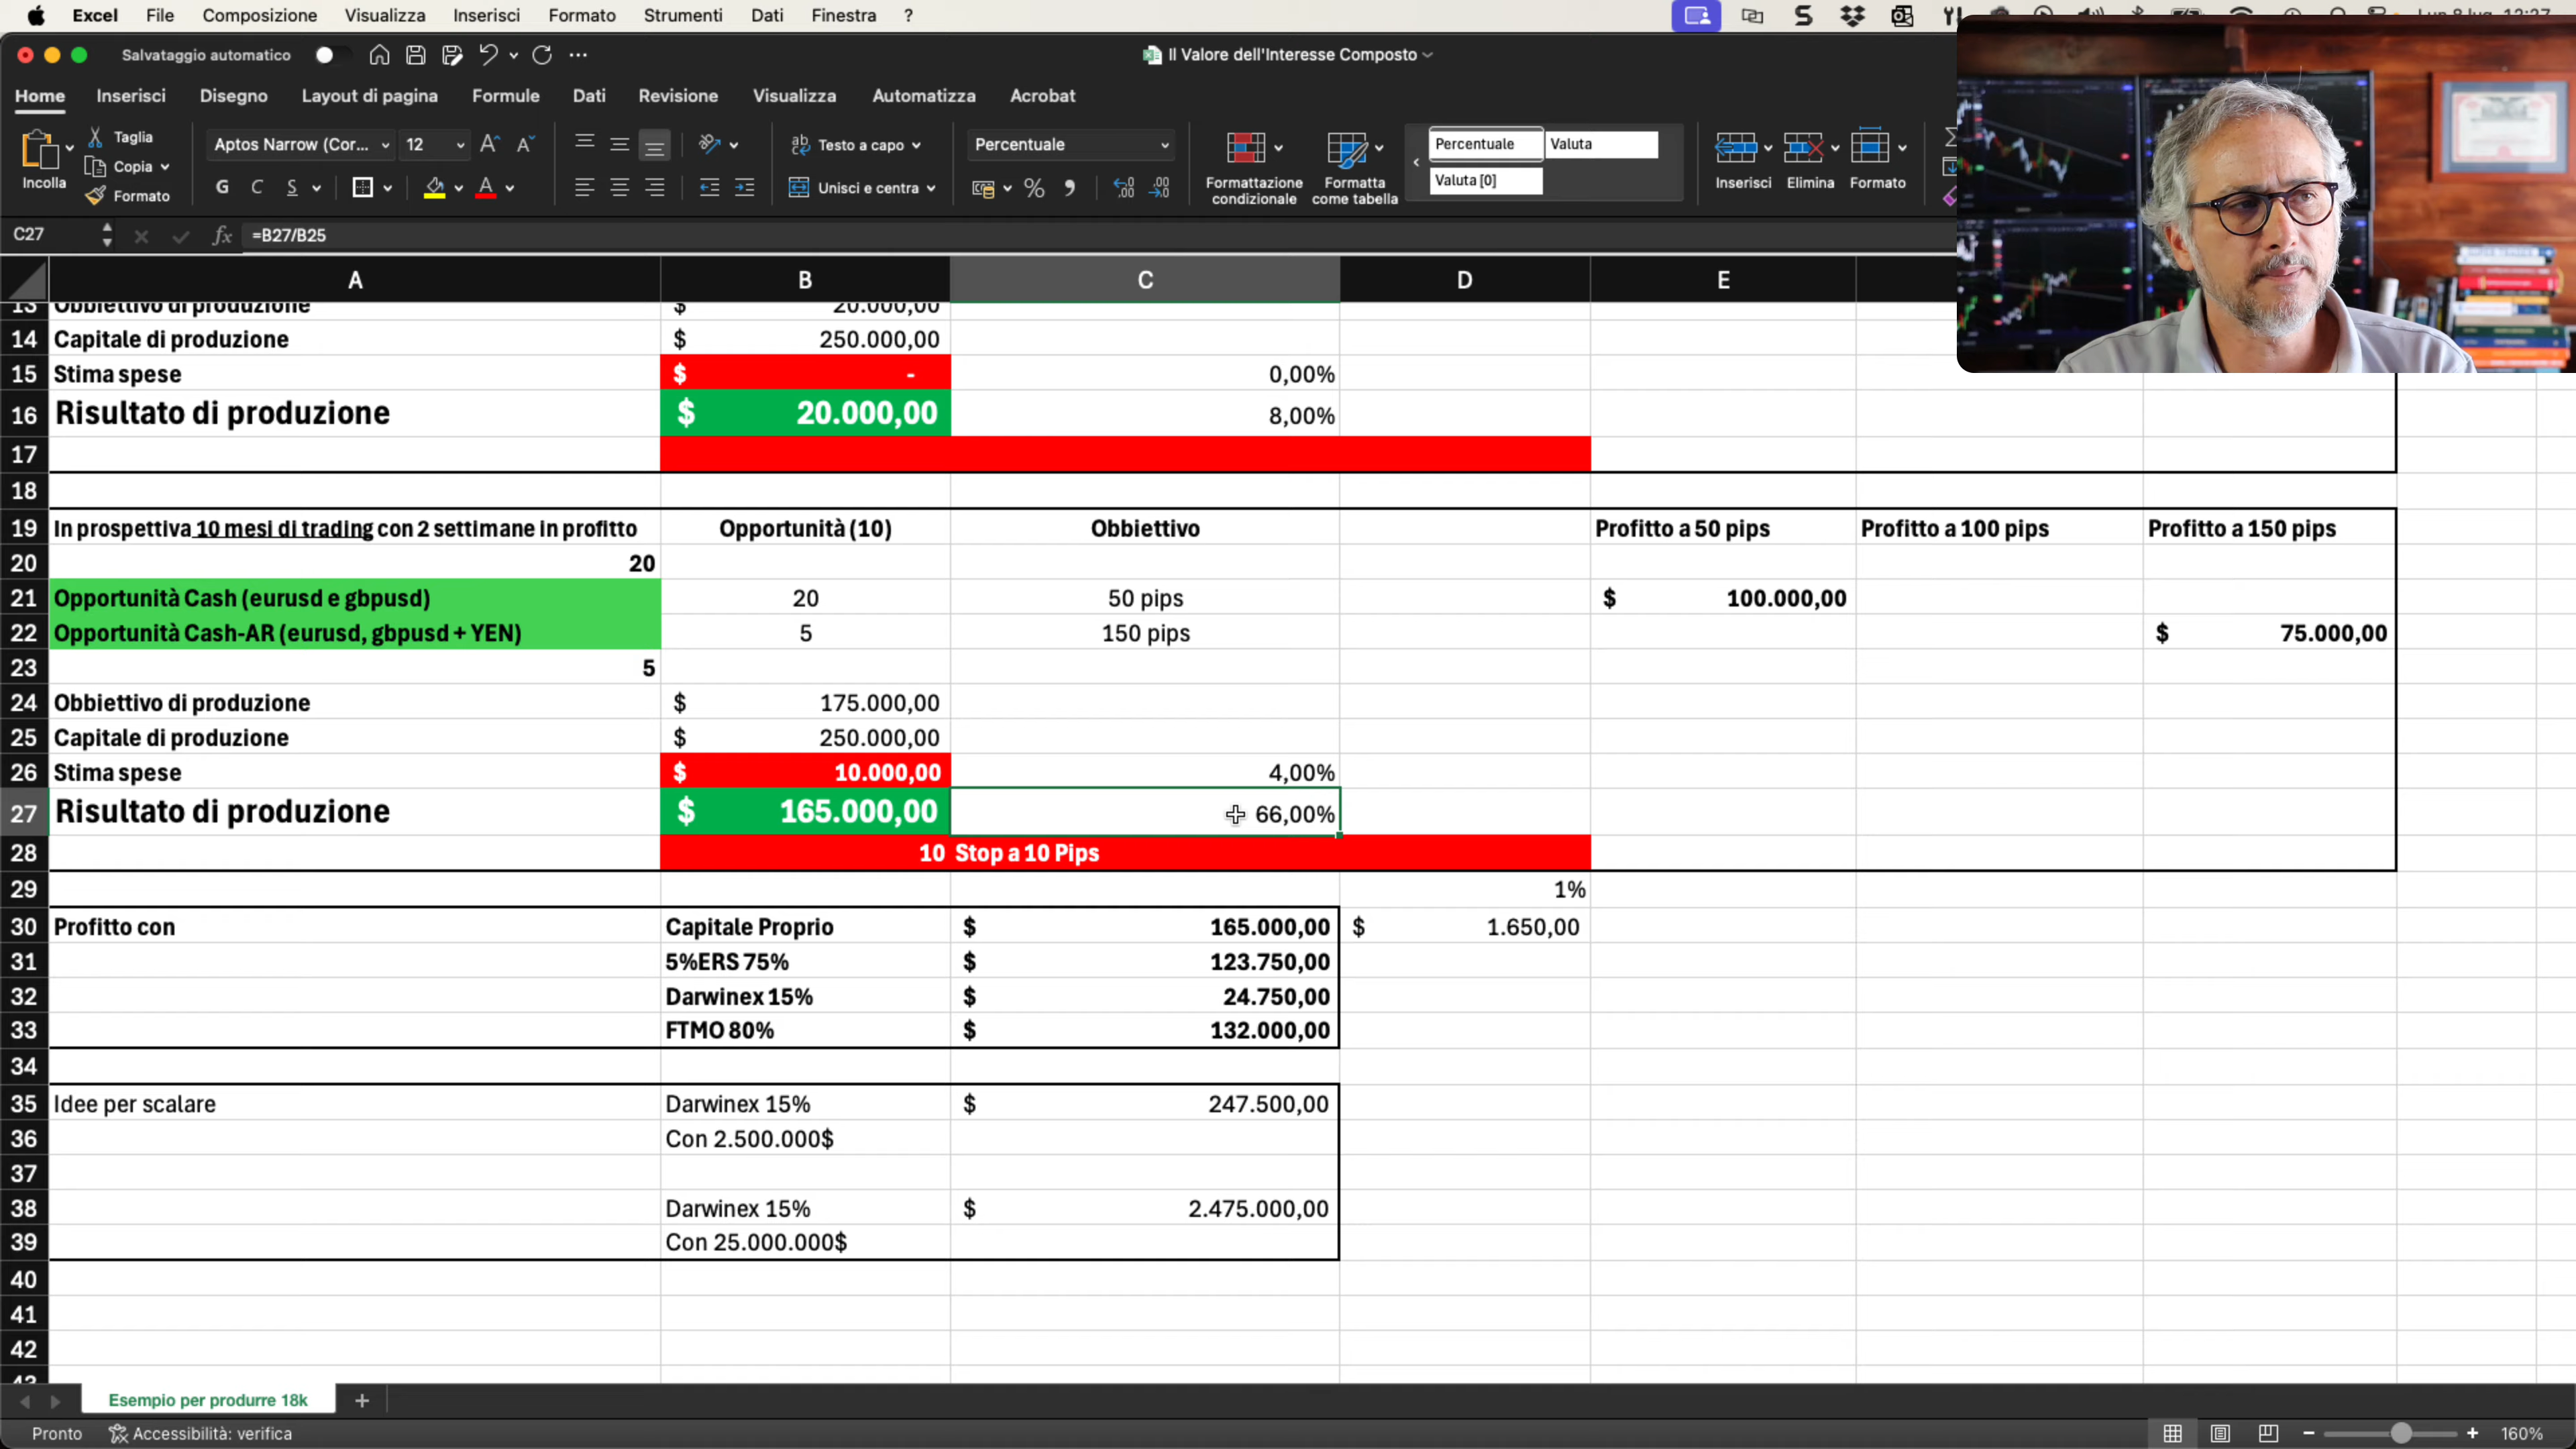 Excel File Composizione Visualizza Inserisci Formato Strumenti Dati Finestra ?
Salvataggio automatico
Il Valore dell'Interesse Composto
Home Inserisci Disegno Layout di pagina Formule Dati Revisione Visualizza Automatizza Acrobat
Incolla
Taglia
Copia
Formato
Aptos Narrow (Cor... 12
G C S
Testo a capo
Unisci e centra
Percentuale
Formattazione condizionale
Formatta come tabella
Percentuale Valuta
Valuta [0]
Inserisci Elimina Formato
C27 fx =B27/B25
A B C D E
13 Obbiettivo di produzione $ 20.000,00
14 Capitale di produzione $ 250.000,00
15 Stima spese $ - 0,00%
16 Risultato di produzione $ 20.000,00 8,00%
17
18
19 In prospettiva 10 mesi di trading con 2 settimane in profitto Opportunità (10) Obbiettivo Profitto a 50 pips Profitto a 100 pips Profitto a 150 pips
20 20
21 Opportunità Cash (eurusd e gbpusd) 20 50 pips $ 100.000,00
22 Opportunità Cash-AR (eurusd, gbpusd + YEN) 5 150 pips $ 75.000,00
23 5
24 Obbiettivo di produzione $ 175.000,00
25 Capitale di produzione $ 250.000,00
26 Stima spese $ 10.000,00 4,00%
27 Risultato di produzione $ 165.000,00 66,00%
28 10 Stop a 10 Pips
29 1%
30 Profitto con Capitale Proprio $ 165.000,00 $ 1.650,00
31 5%ERS 75% $ 123.750,00
32 Darwinex 15% $ 24.750,00
33 FTMO 80% $ 132.000,00
34
35 Idee per scalare Darwinex 15% $ 247.500,00
36 Con 2.500.000$
37
38 Darwinex 15% $ 2.475.000,00
39 Con 25.000.000$
40
41
42
Esempio per produrre 18k +
Pronto Accessibilità: verifica
160%